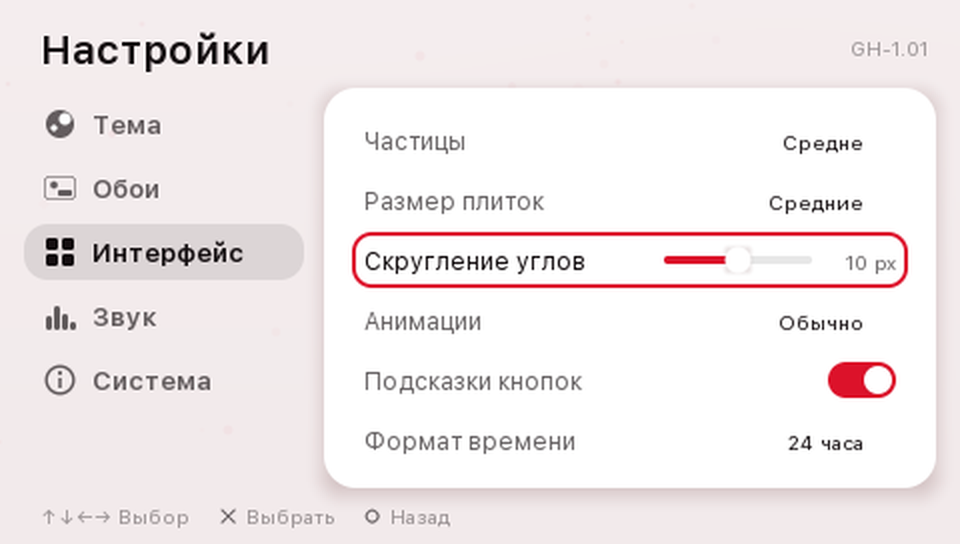 Настройки
GH-1.01
Тема
Обои
Интерфейс
Звук
Система
Частицы Средне
Размер плиток Средние
Скругление углов 10 px
Анимации Обычно
Подсказки кнопок
Формат времени 24 часа
↑↓←→ Выбор × Выбрать ○ Назад